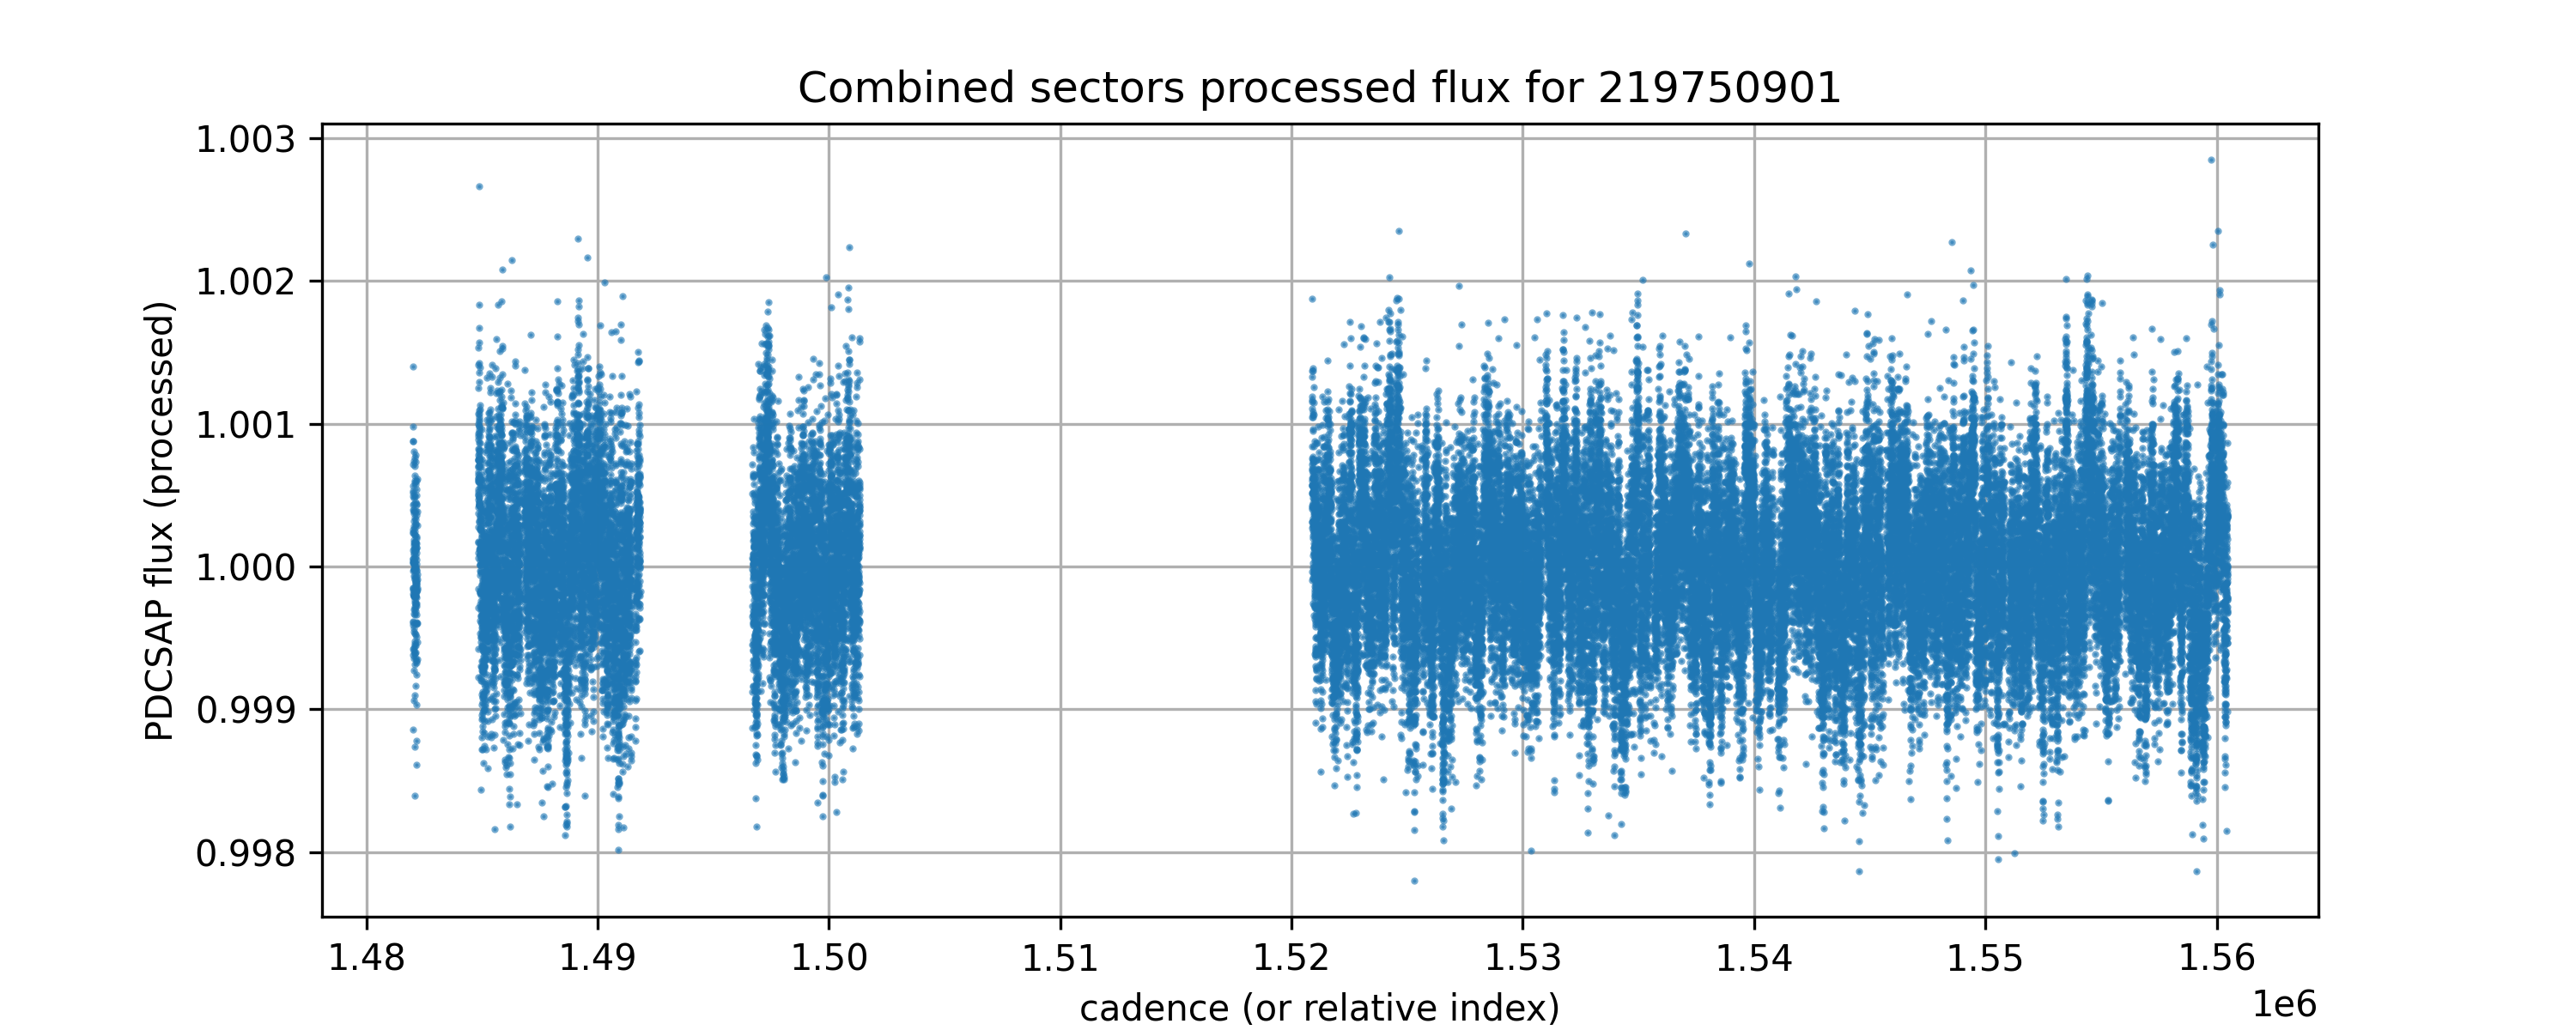 Combined sectors processed flux for 219750901
PDCSAP flux (processed)
1.003
1.002
1.001
1.000
0.999
0.998
1.48 1.49 1.50 1.51 1.52 1.53 1.54 1.55 1.56
1e6
cadence (or relative index)